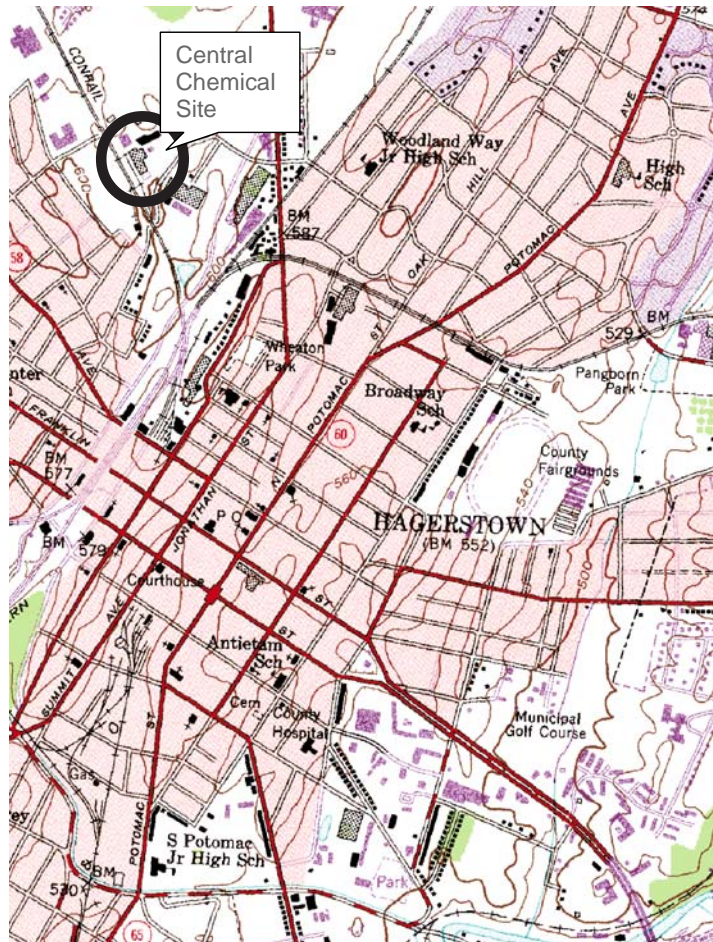 574
CONRAIL
Central
Chemical
Site
AVE
AVE
Woodland Way
Jr High Sch
High
Sch
600
HILL
BM
587
OAK
POTOMAC
58
600
BM
529
ST
Wheaton
Park
Pangborn
Park
AVE
POTOMAC
Broadway
Sch
FRANKLIN
ST
60
County
Fairgrounds
BM
577
N
560
540
JONATHAN
P O
HAGERSTOWN
(BM 552)
BM
579
500
Courthouse
ST
AVE
ST
Antietam
Sch
SUMMIT
Cem
County
Hospital
Municipal
Golf Course
ST
Gas
POTOMAC
S Potomac
Jr High Sch
BM
530
Park
65